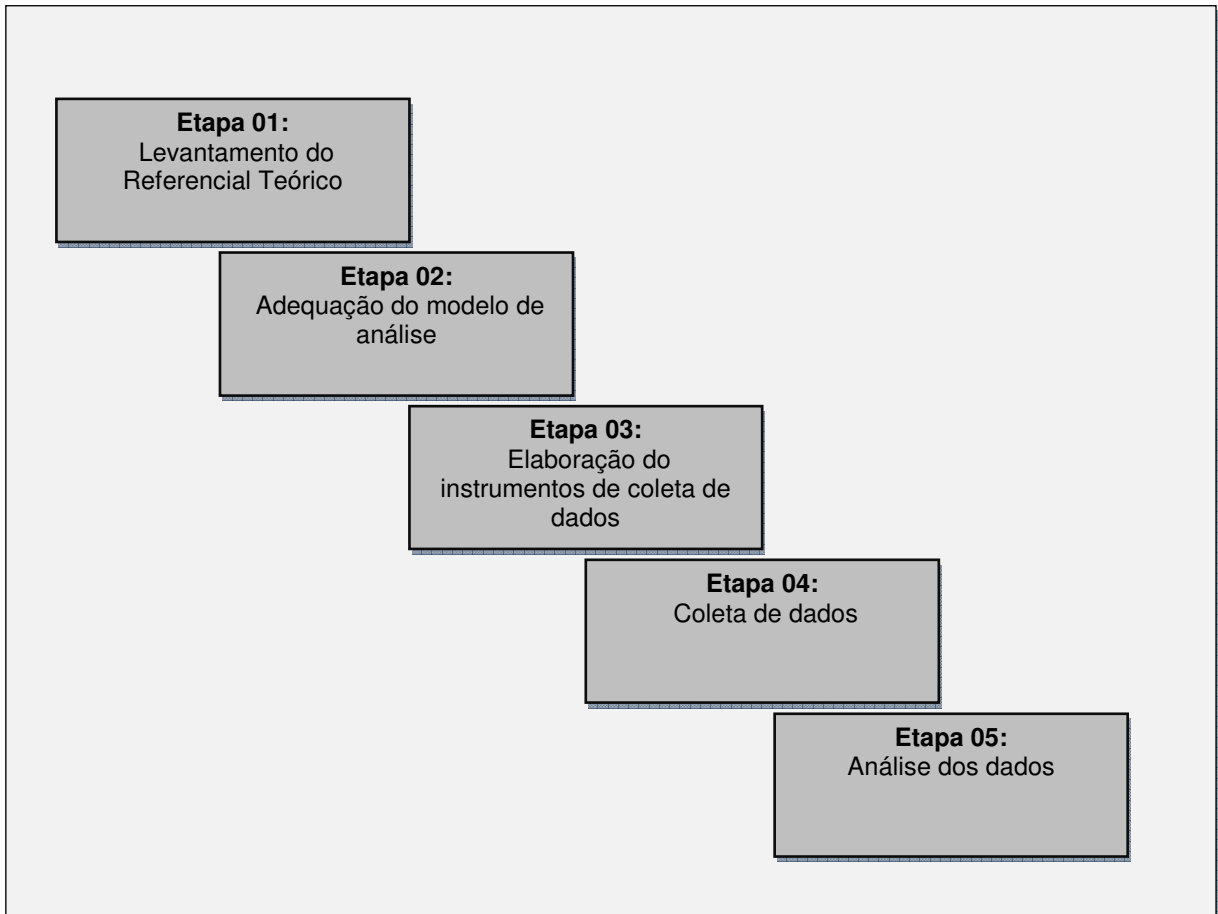 Etapa 01:
Levantamento do
Referencial Teórico
Etapa 02:
Adequação do modelo de
análise
Etapa 03:
Elaboração do
instrumentos de coleta de
dados
Etapa 04:
Coleta de dados
Etapa 05:
Análise dos dados